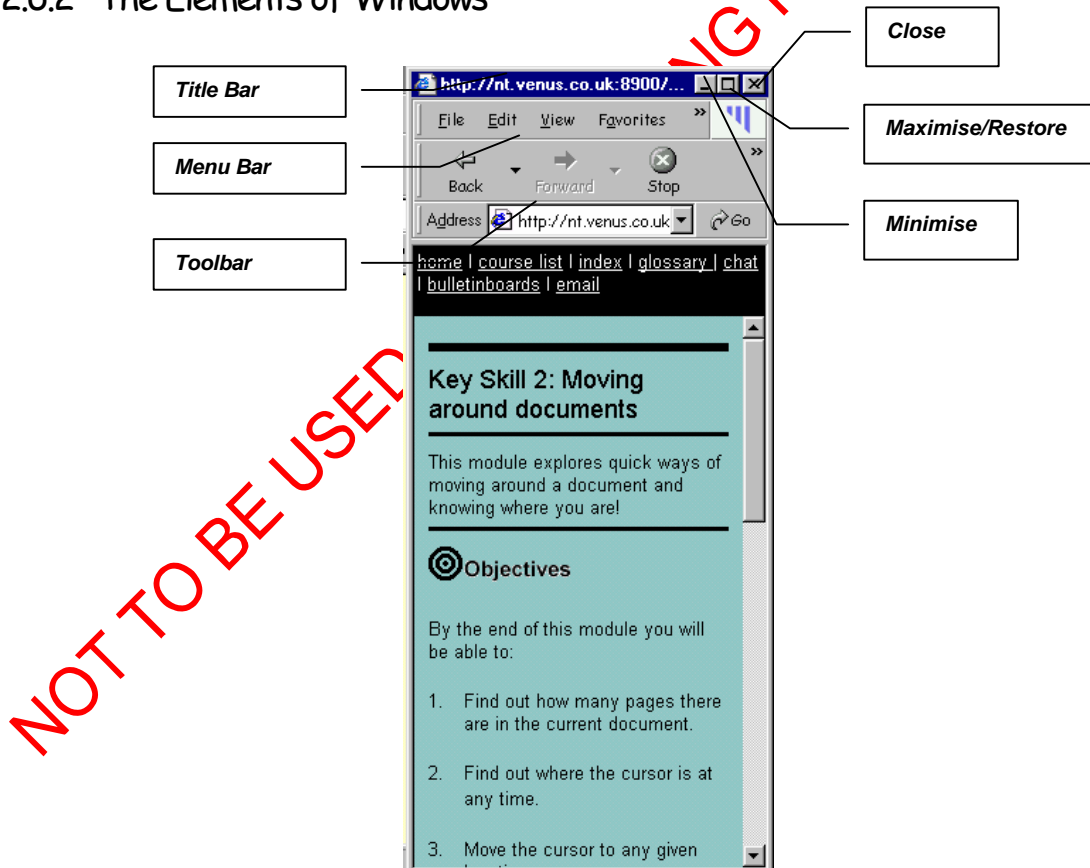 2.6.2 The Elements of Windows
Close
Title Bar
http://nt.venus.co.uk:8900/...
Maximise/Restore
File Edit View Favorites »
Menu Bar
Back Forward Stop »
Minimise
Address http://nt.venus.co.uk Go
Toolbar
home | course list | index | glossary | chat
| bulletinboards | email
Key Skill 2: Moving
around documents
This module explores quick ways of
moving around a document and
knowing where you are!
Objectives
By the end of this module you will
be able to:
1. Find out how many pages there
are in the current document.
2. Find out where the cursor is at
any time.
3. Move the cursor to any given
NOT TO BE USED
NG